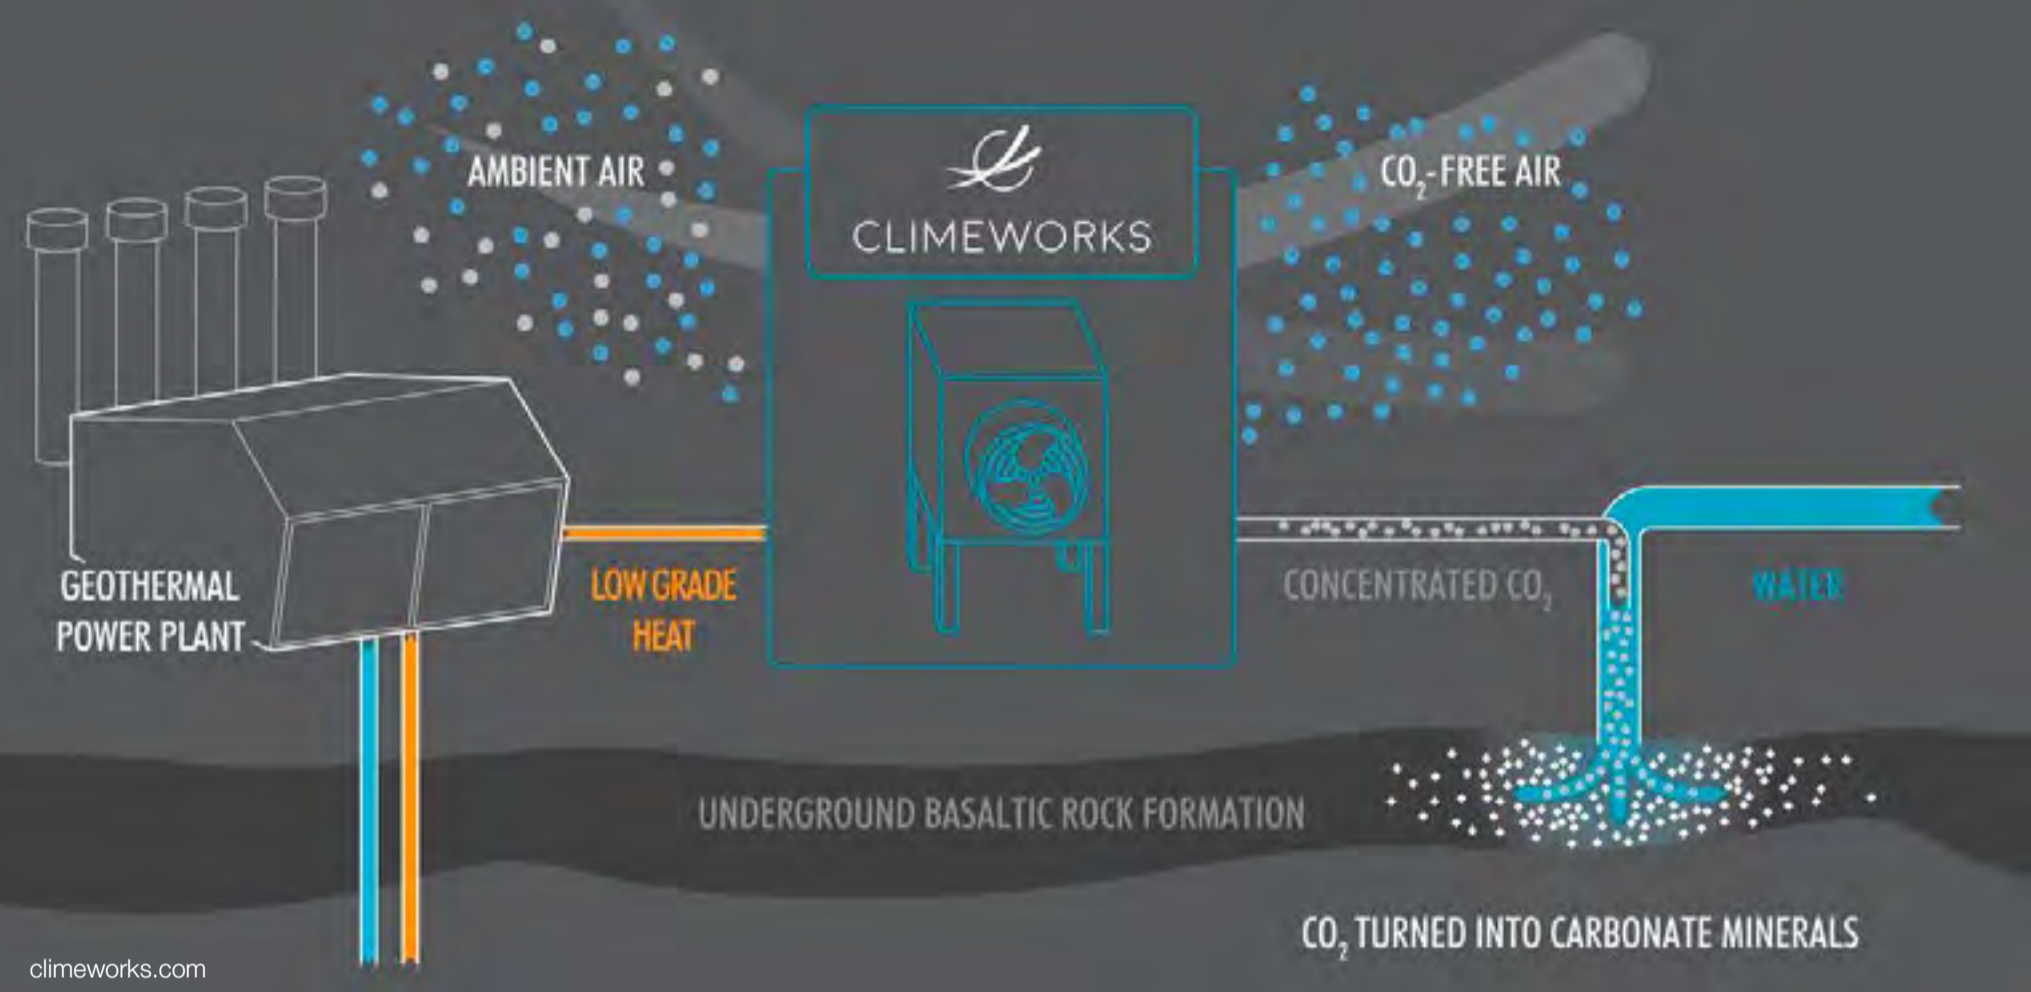 AMBIENT AIR
CLIMEWORKS
CO₂-FREE AIR
GEOTHERMAL
POWER PLANT
LOW GRADE
HEAT
CONCENTRATED CO₂
WATER
UNDERGROUND BASALTIC ROCK FORMATION
CO₂ TURNED INTO CARBONATE MINERALS
climeworks.com